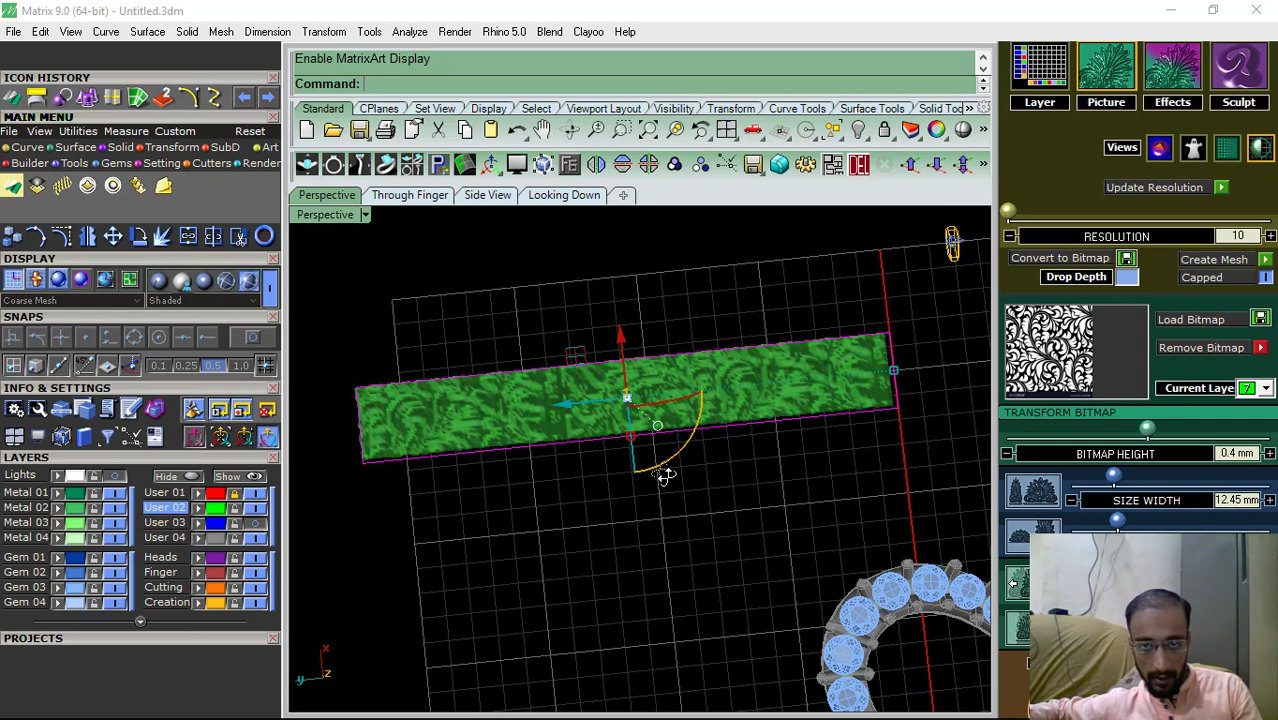 Matrix 9.0 (64-bit) - Untitled.3dm
File Edit View Curve Surface Solid Mesh Dimension Transform Tools Analyze Render Rhino 5.0 Blend Clayoo Help
ICON HISTORY
MAIN MENU
File View Utilities Measure Custom Reset
Curve Surface Solid Transform SubD Art
Builder Tools Gems Setting Cutters Render
DISPLAY
Coarse Mesh Shaded
SNAPS
0.1 0.25 0.5 1.0
INFO & SETTINGS
LAYERS
Lights Hide Show
Metal 01 User 01
Metal 02 User 02
Metal 03 User 03
Metal 04 User 04
Gem 01 Heads
Gem 02 Finger
Gem 03 Cutting
Gem 04 Creation
PROJECTS
Enable MatrixArt Display
Command:
Standard CPlanes Set View Display Select Viewport Layout Visibility Transform Curve Tools Surface Tools Solid Too
Perspective Through Finger Side View Looking Down
Perspective
x
y z
Layer Picture Effects Sculpt
Views
Update Resolution
RESOLUTION 10
Convert to Bitmap Create Mesh
Drop Depth Capped
Load Bitmap
Remove Bitmap
Current Laye 7
TRANSFORM BITMAP
BITMAP HEIGHT 0.4 mm
SIZE WIDTH 12.45 mm